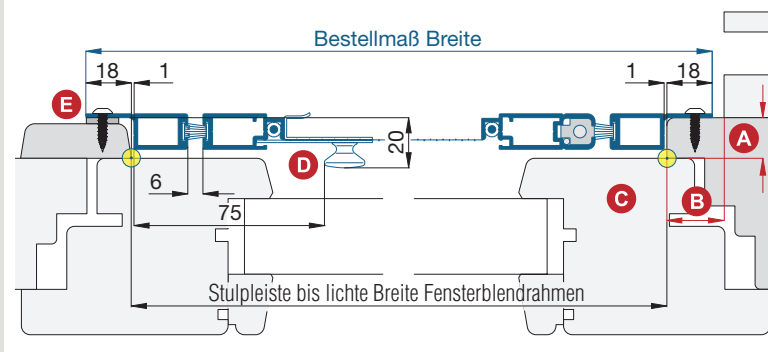 Bestellmaß Breite
18
1
1
18
E
A
20
D
6
C
B
75
Stulpleiste bis lichte Breite Fensterblendrahmen